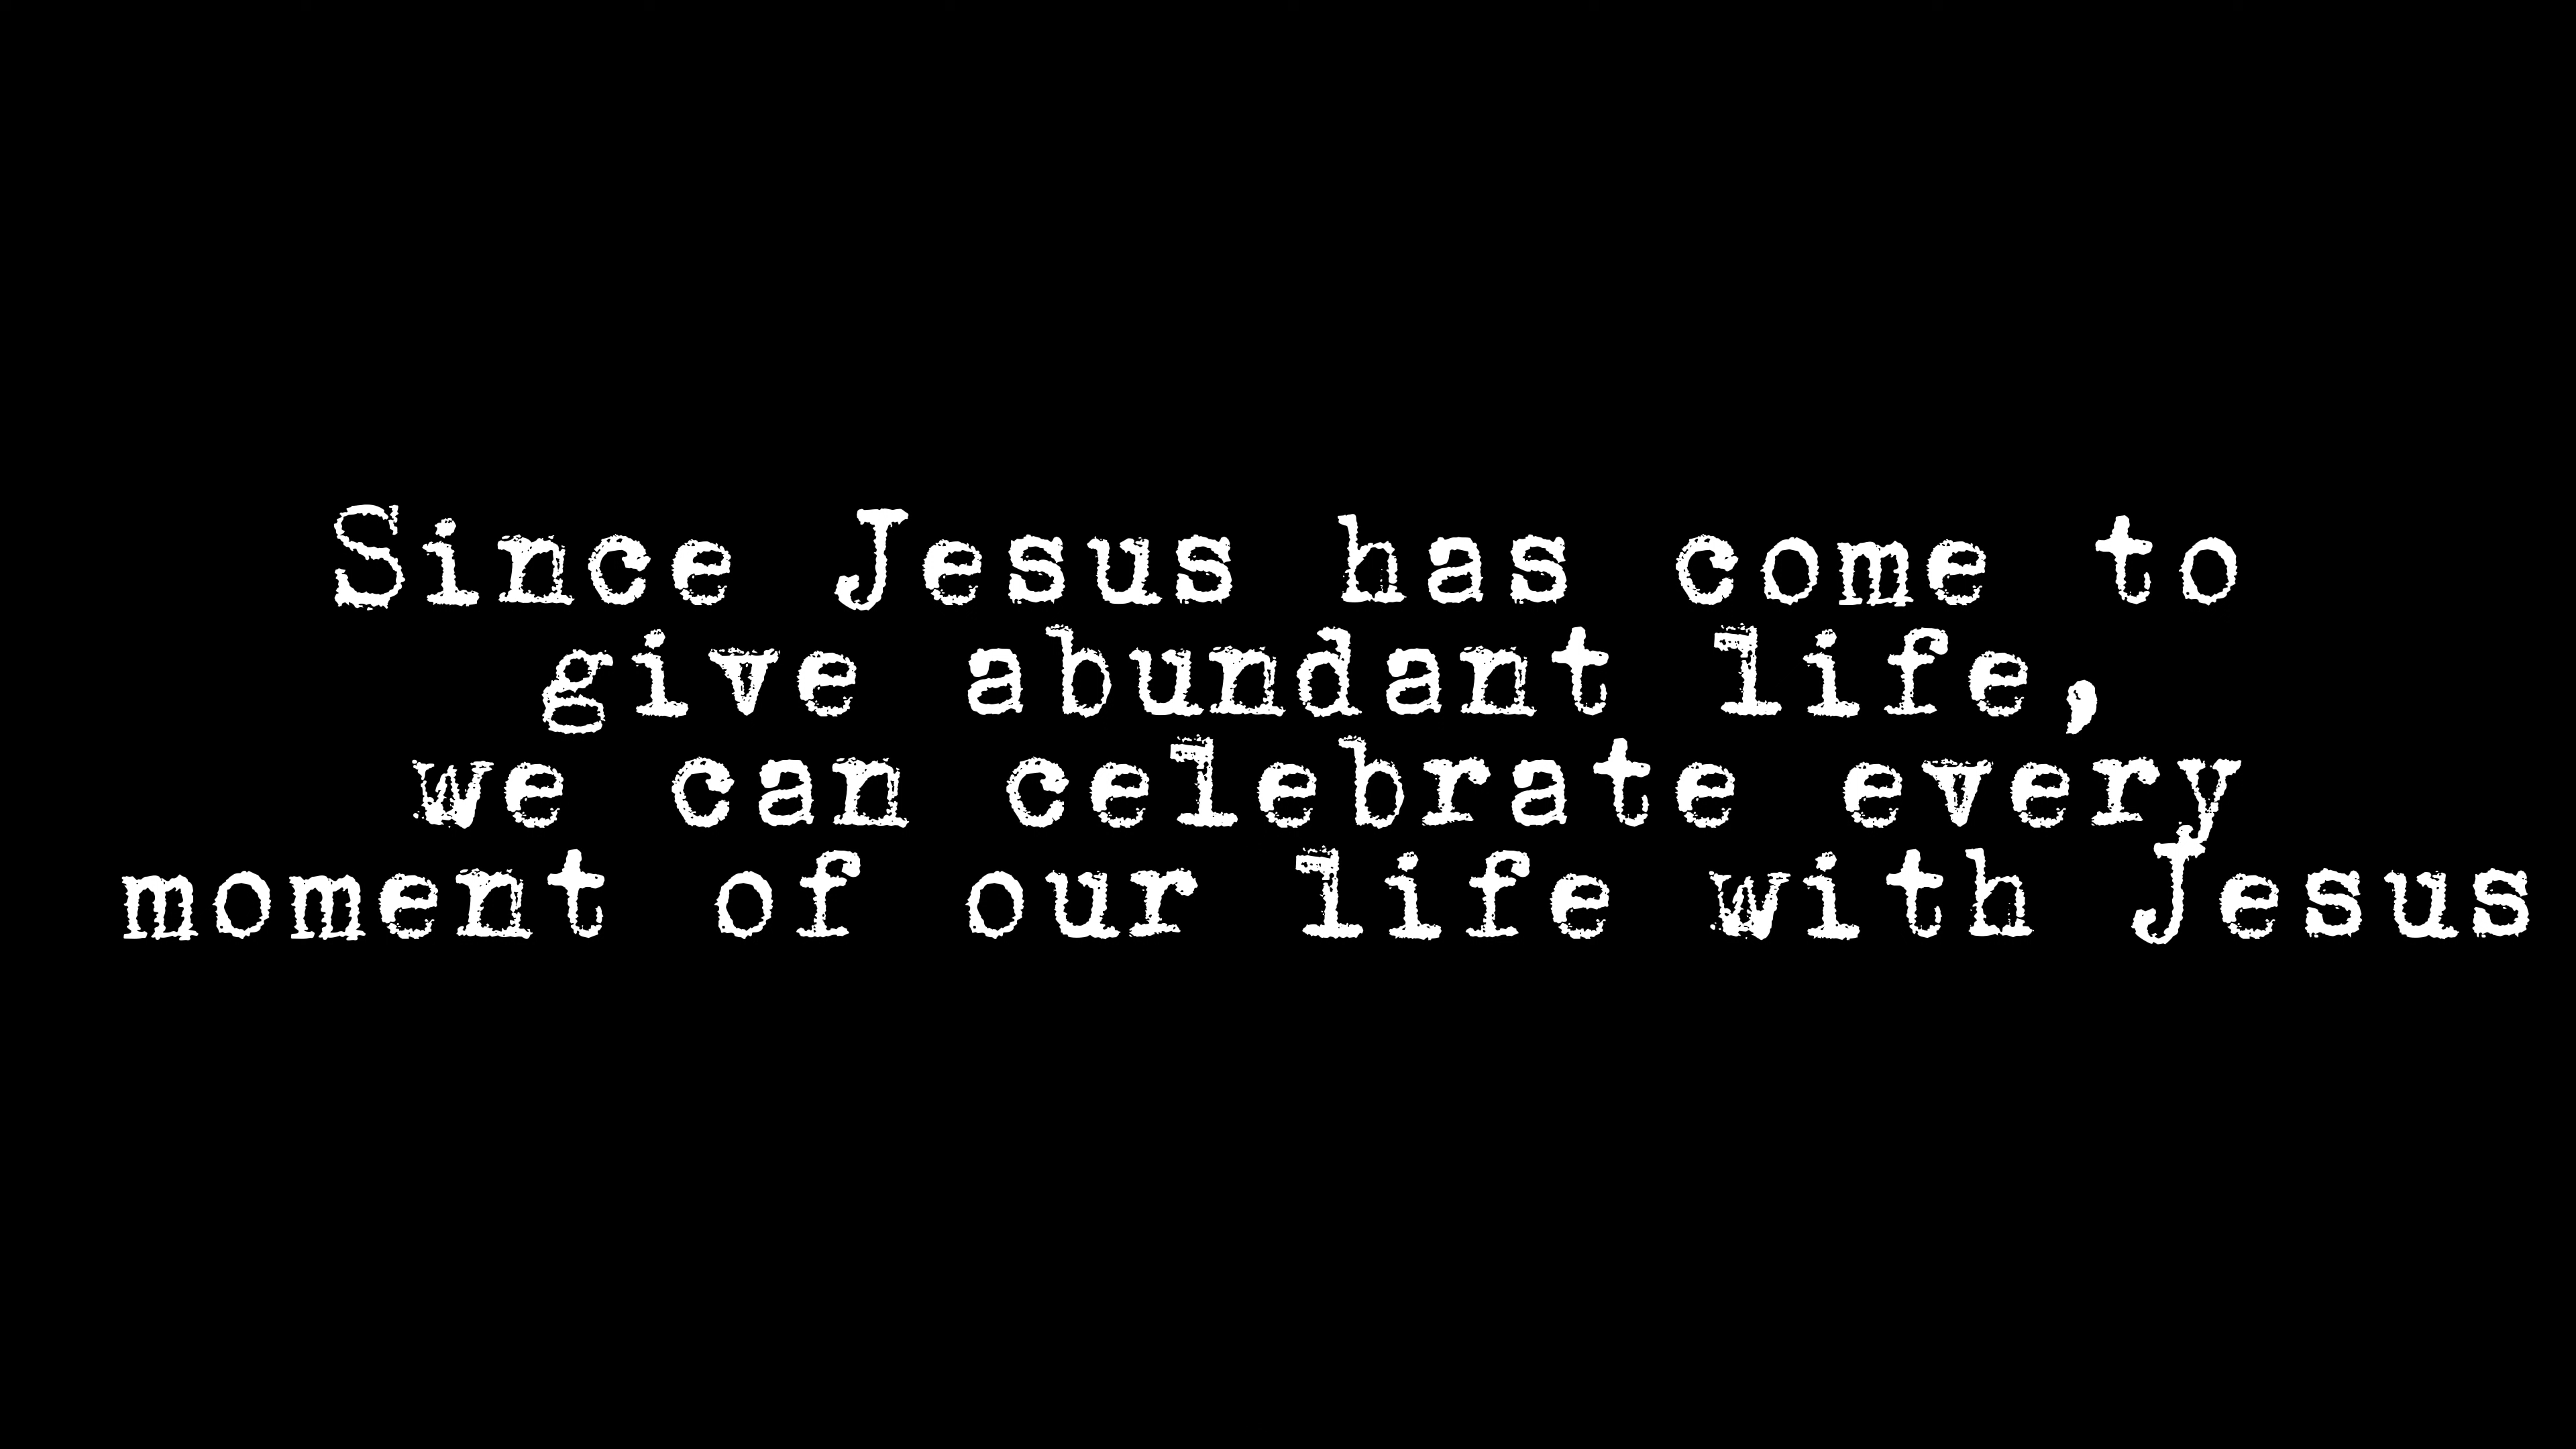 Since Jesus has come to
give abundant life,
we can celebrate every
moment of our life with Jesus